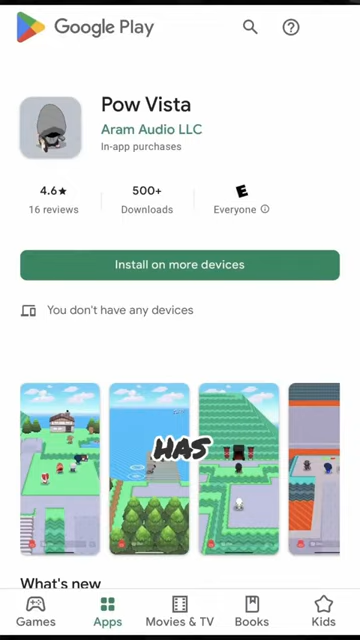 Google Play
Pow Vista
Aram Audio LLC
In-app purchases
4.6★
500+
E
16 reviews
Downloads
Everyone
Install on more devices
You don't have any devices
HAS
What's new
Games
Apps
Movies & TV
Books
Kids